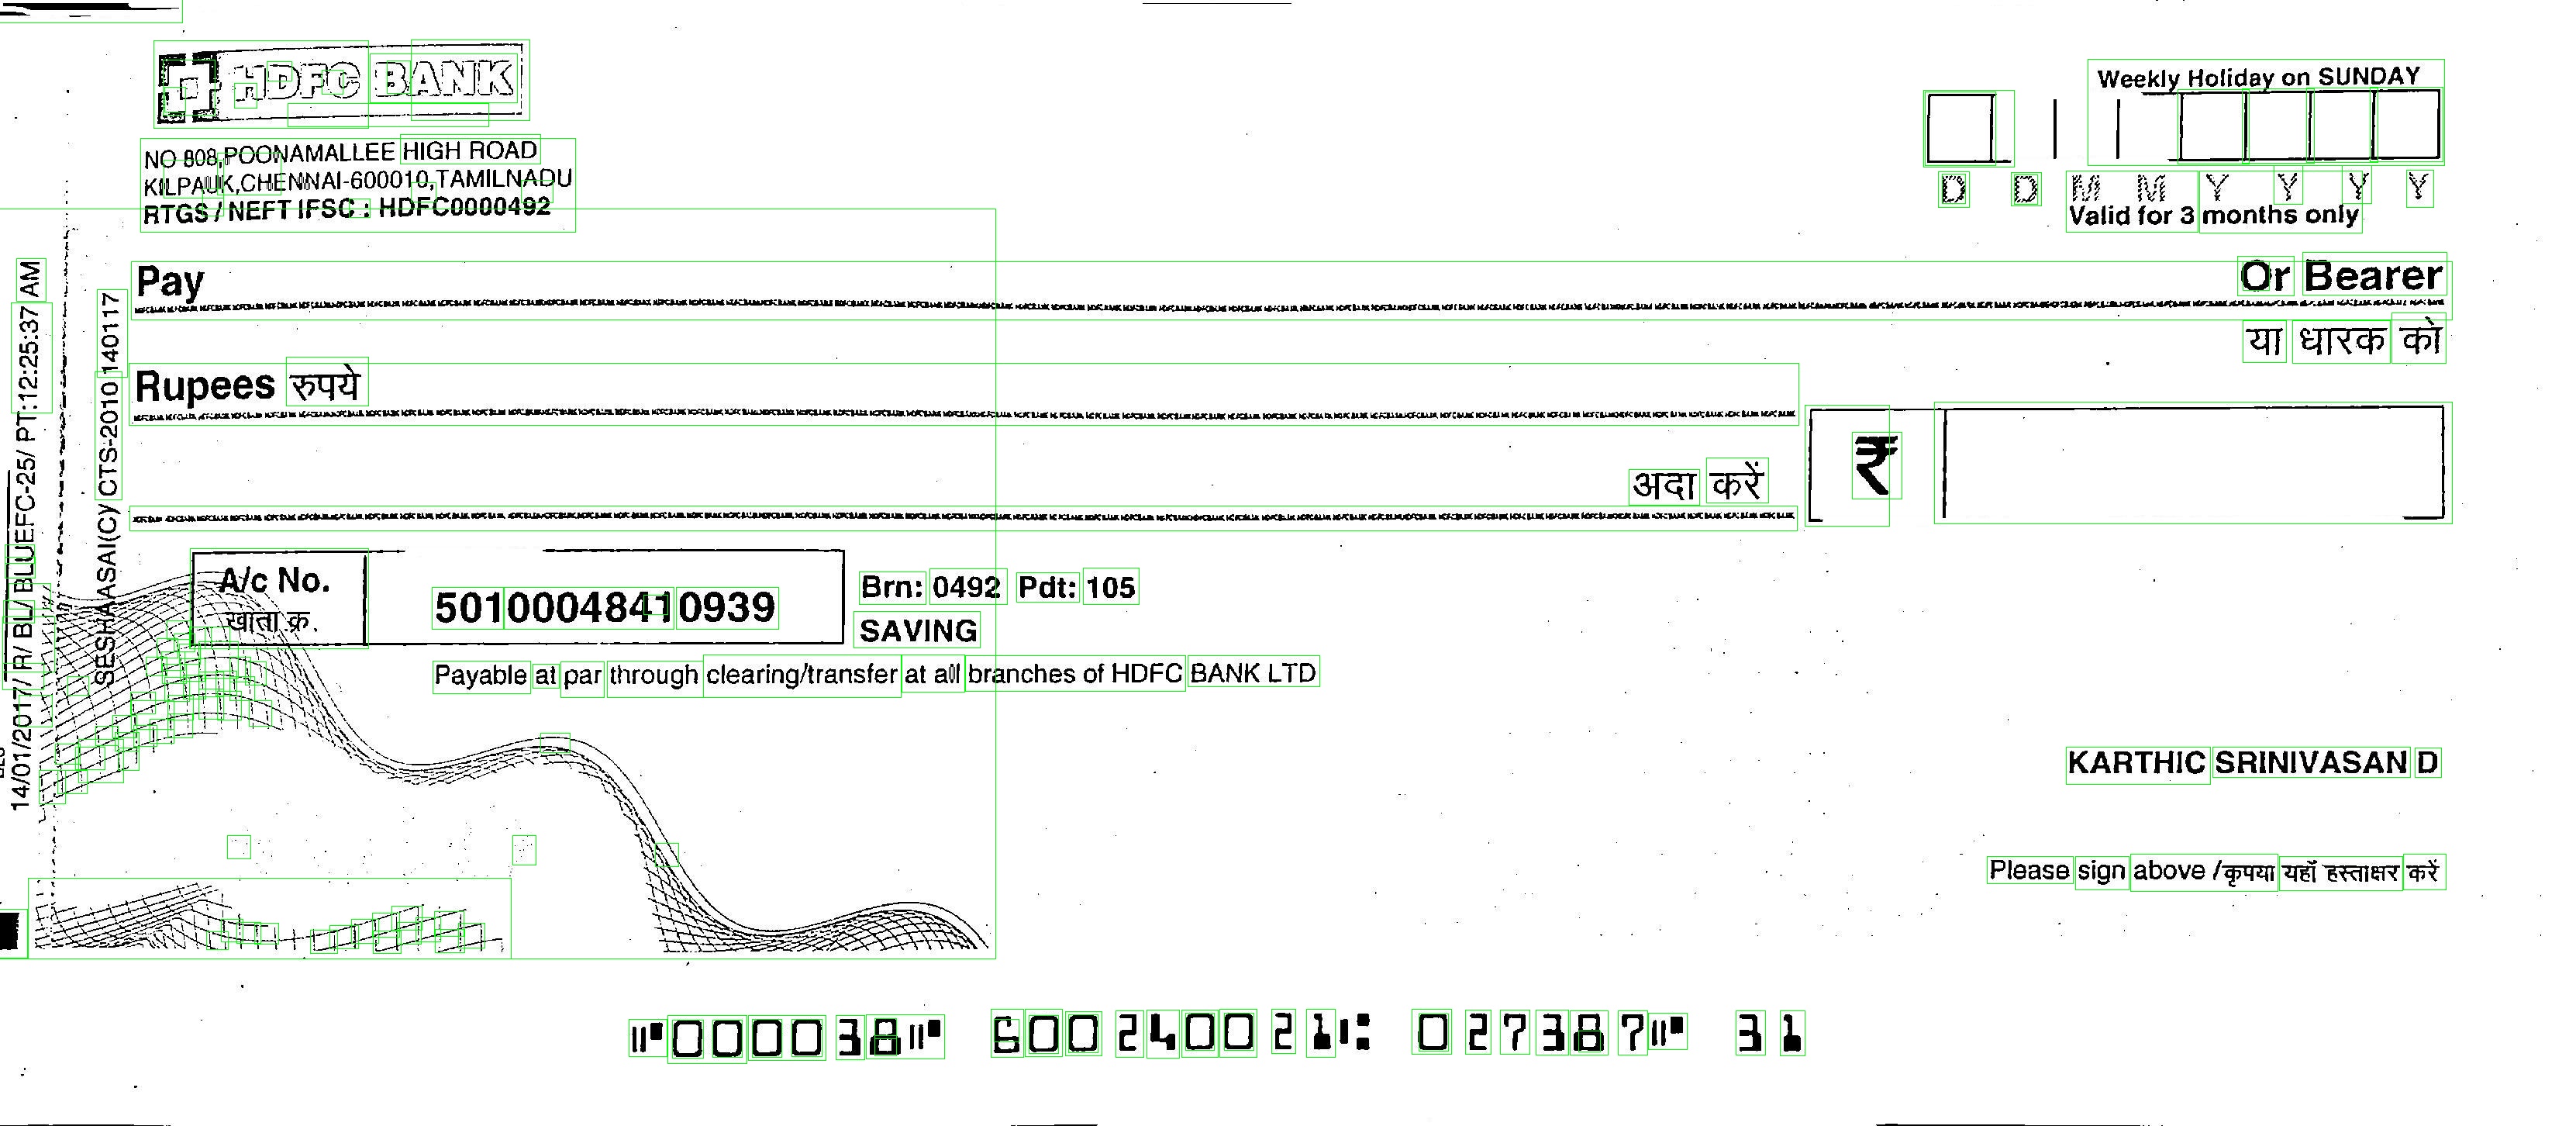 HDFC BANK
Weekly Holiday on SUNDAY
NO 808,POONAMALLEE HIGH ROAD
KILPAUK,CHENNAI-600010,TAMILNADU
RTGS / NEFT IFSC : HDFC0000492
D D M M Y Y Y Y
Valid for 3 months only
Pay
Or Bearer
या धारक को
Rupees रुपये
₹
अदा करें
A/c No.
खाता क्र.
50100048410939
Brn: 0492 Pdt: 105
SAVING
Payable at par through clearing/transfer at all branches of HDFC BANK LTD
KARTHIC SRINIVASAN D
Please sign above /कृपया यहाँ हस्ताक्षर करें
14/01/2017/ R/ BL/ BLUEFC-25/ PT:12:25:37 AM
SESHAASAI(C)/ CTS-2010 140117
⑈000038⑈ 600240021⑆ 027387⑈ 31